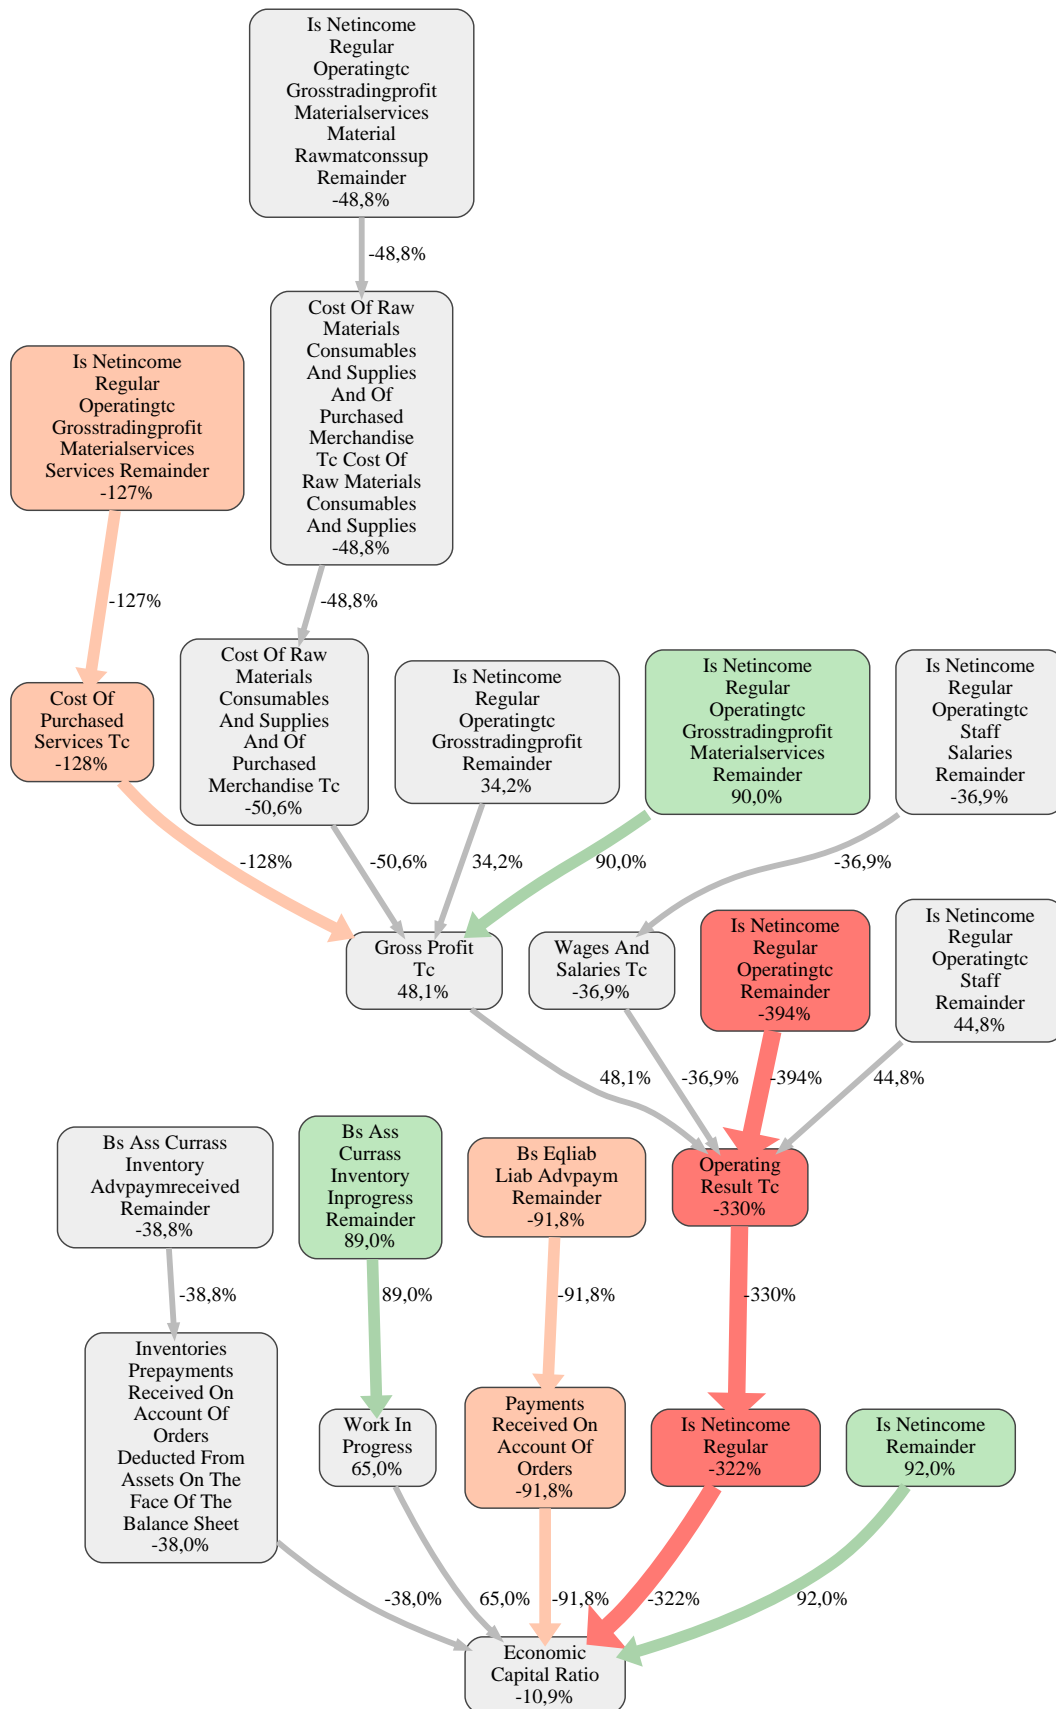 Is Netincome
Regular
Operatingtc
Grosstradingprofit
Materialservices
Material
Rawmatconssup
Remainder
-48,8%
-48,8%
Cost Of Raw
Materials
Consumables
And Supplies
And Of
Purchased
Merchandise
Tc Cost Of
Raw Materials
Consumables
And Supplies
-48,8%
Is Netincome
Regular
Operatingtc
Grosstradingprofit
Materialservices
Services Remainder
-127%
-127%
-48,8%
Cost Of
Purchased
Services Tc
-128%
Cost Of Raw
Materials
Consumables
And Supplies
And Of
Purchased
Merchandise Tc
-50,6%
Is Netincome
Regular
Operatingtc
Grosstradingprofit
Remainder
34,2%
Is Netincome
Regular
Operatingtc
Grosstradingprofit
Materialservices
Remainder
90,0%
Is Netincome
Regular
Operatingtc
Staff
Salaries
Remainder
-36,9%
-128%
-50,6%
34,2%
90,0%
-36,9%
Gross Profit
Tc
48,1%
Wages And
Salaries Tc
-36,9%
Is Netincome
Regular
Operatingtc
Remainder
-394%
Is Netincome
Regular
Operatingtc
Staff
Remainder
44,8%
48,1%
-36,9%
-394%
44,8%
Bs Ass Currass
Inventory
Advpaymreceived
Remainder
-38,8%
Bs Ass
Currass
Inventory
Inprogress
Remainder
89,0%
Bs Eqliab
Liab Advpaym
Remainder
-91,8%
Operating
Result Tc
-330%
-38,8%
89,0%
-91,8%
-330%
Inventories
Prepayments
Received On
Account Of
Orders
Deducted From
Assets On The
Face Of The
Balance Sheet
-38,0%
Work In
Progress
65,0%
Payments
Received On
Account Of
Orders
-91,8%
Is Netincome
Regular
-322%
Is Netincome
Remainder
92,0%
-38,0%
65,0%
-91,8%
-322%
92,0%
Economic
Capital Ratio
-10,9%